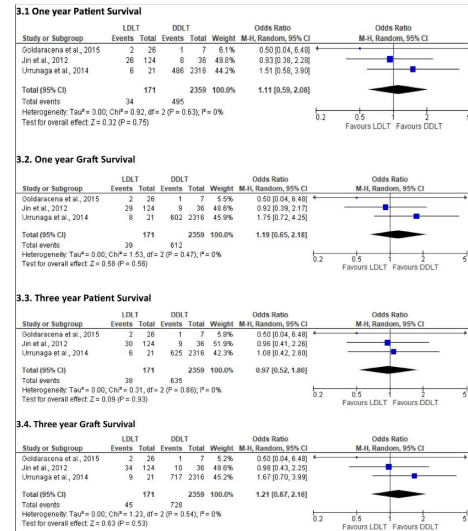 3.1 One year Patient Survival
LDLT DDLT Odds Ratio Odds Ratio
Study or Subgroup Events Total Events Total Weight M-H, Random, 95% CI M-H, Random, 95% CI
Goldaracena et al., 2015 2 26 1 7 6.1% 0.50 [0.04, 6.48]
Jin et al., 2012 26 124 8 36 49.8% 0.93 [0.38, 2.28]
Urrunaga et al., 2014 6 21 486 2316 44.2% 1.51 [0.58, 3.90]
Total (95% CI) 171 2359 100.0% 1.11 [0.59, 2.08]
Total events 34 495
Heterogeneity: Tau² = 0.00; Chi² = 0.92, df = 2 (P = 0.63); I² = 0%
Test for overall effect: Z = 0.32 (P = 0.75)
0.2 0.5 1 2 5
Favours LDLT Favours DDLT
3.2. One year Graft Survival
LDLT DDLT Odds Ratio Odds Ratio
Study or Subgroup Events Total Events Total Weight M-H, Random, 95% CI M-H, Random, 95% CI
Goldaracena et al., 2015 2 26 1 7 5.5% 0.50 [0.04, 6.48]
Jin et al., 2012 29 124 9 36 48.6% 0.92 [0.39, 2.17]
Urrunaga et al., 2014 8 21 602 2316 45.9% 1.75 [0.72, 4.25]
Total (95% CI) 171 2359 100.0% 1.19 [0.65, 2.18]
Total events 39 612
Heterogeneity: Tau² = 0.00; Chi² = 1.53, df = 2 (P = 0.47); I² = 0%
Test for overall effect: Z = 0.58 (P = 0.56)
0.2 0.5 1 2 5
Favours LDLT Favours DDLT
3.3. Three year Patient Survival
LDLT DDLT Odds Ratio Odds Ratio
Study or Subgroup Events Total Events Total Weight M-H, Random, 95% CI M-H, Random, 95% CI
Goldaracena et al., 2015 2 26 1 7 5.8% 0.50 [0.04, 6.48]
Jin et al., 2012 30 124 9 36 51.9% 0.96 [0.41, 2.26]
Urrunaga et al., 2014 6 21 625 2316 42.3% 1.08 [0.42, 2.80]
Total (95% CI) 171 2359 100.0% 0.97 [0.52, 1.80]
Total events 38 635
Heterogeneity: Tau² = 0.00; Chi² = 0.31, df = 2 (P = 0.86); I² = 0%
Test for overall effect: Z = 0.09 (P = 0.93)
0.2 0.5 1 2 5
Favours LDLT Favours DDLT
3.4. Three year Graft Survival
LDLT DDLT Odds Ratio Odds Ratio
Study or Subgroup Events Total Events Total Weight M-H, Random, 95% CI M-H, Random, 95% CI
Goldaracena et al., 2015 2 26 1 7 5.2% 0.50 [0.04, 6.48]
Jin et al., 2012 34 124 10 36 49.6% 0.98 [0.43, 2.25]
Urrunaga et al., 2014 9 21 717 2316 45.2% 1.67 [0.70, 3.99]
Total (95% CI) 171 2359 100.0% 1.21 [0.67, 2.16]
Total events 45 728
Heterogeneity: Tau² = 0.00; Chi² = 1.23, df = 2 (P = 0.54); I² = 0%
Test for overall effect: Z = 0.63 (P = 0.53)
0.2 0.5 1 2 5
Favours LDLT Favours DDLT